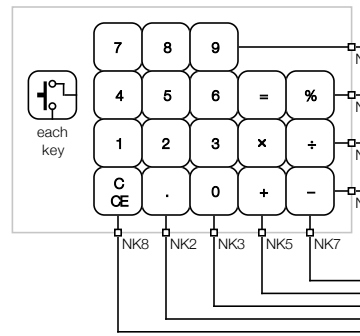 7 8 9
4 5 6 = %
each
key
1 2 3 × ÷
C
CE . 0 + −
NK8 NK2 NK3 NK5 NK7